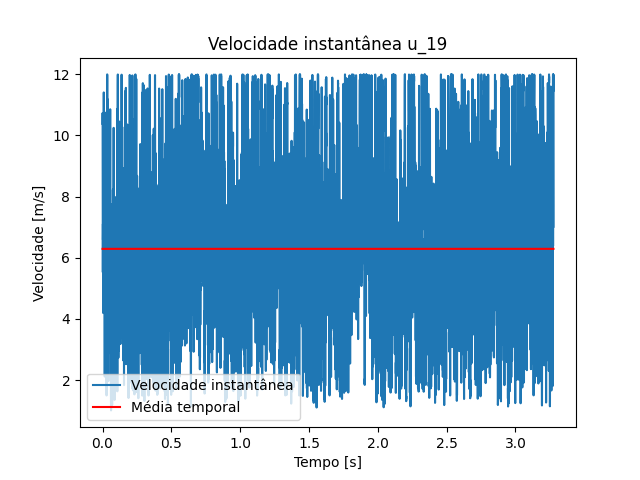 Velocidade instantânea u_19
Velocidade [m/s]
12
10
8
6
4
2
Velocidade instantânea
Média temporal
0.0 0.5 1.0 1.5 2.0 2.5 3.0
Tempo [s]